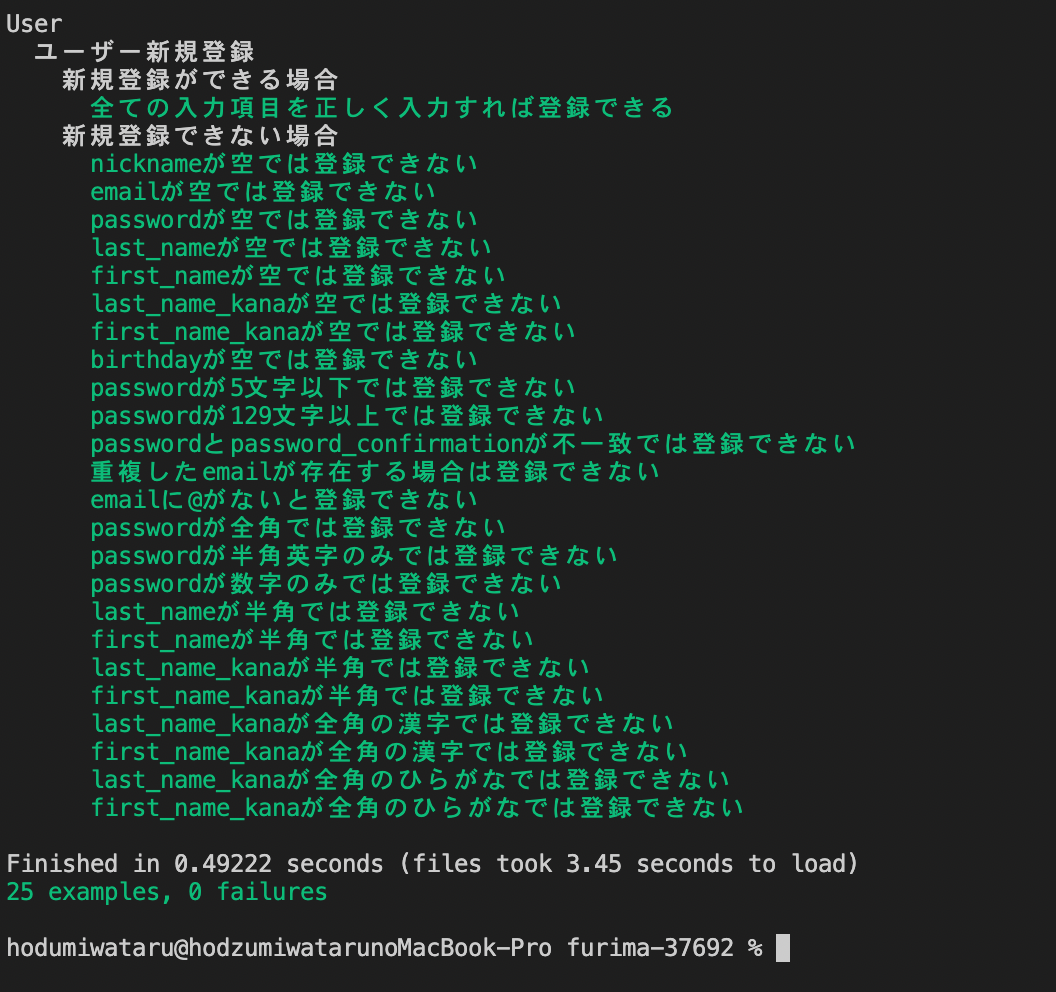 User
ユーザー新規登録
新規登録ができる場合
全ての入力項目を正しく入力すれば登録できる
新規登録できない場合
nicknameが空では登録できない
emailが空では登録できない
passwordが空では登録できない
last_nameが空では登録できない
first_nameが空では登録できない
last_name_kanaが空では登録できない
first_name_kanaが空では登録できない
birthdayが空では登録できない
passwordが5文字以下では登録できない
passwordが129文字以上では登録できない
passwordとpassword_confirmationが不一致では登録できない
重複したemailが存在する場合は登録できない
emailに@がないと登録できない
passwordが全角では登録できない
passwordが半角英字のみでは登録できない
passwordが数字のみでは登録できない
last_nameが半角では登録できない
first_nameが半角では登録できない
last_name_kanaが半角では登録できない
first_name_kanaが半角では登録できない
last_name_kanaが全角の漢字では登録できない
first_name_kanaが全角の漢字では登録できない
last_name_kanaが全角のひらがなでは登録できない
first_name_kanaが全角のひらがなでは登録できない
Finished in 0.49222 seconds (files took 3.45 seconds to load)
25 examples, 0 failures
hodumiwataru@hodzumiwatarunoMacBook-Pro furima-37692 %